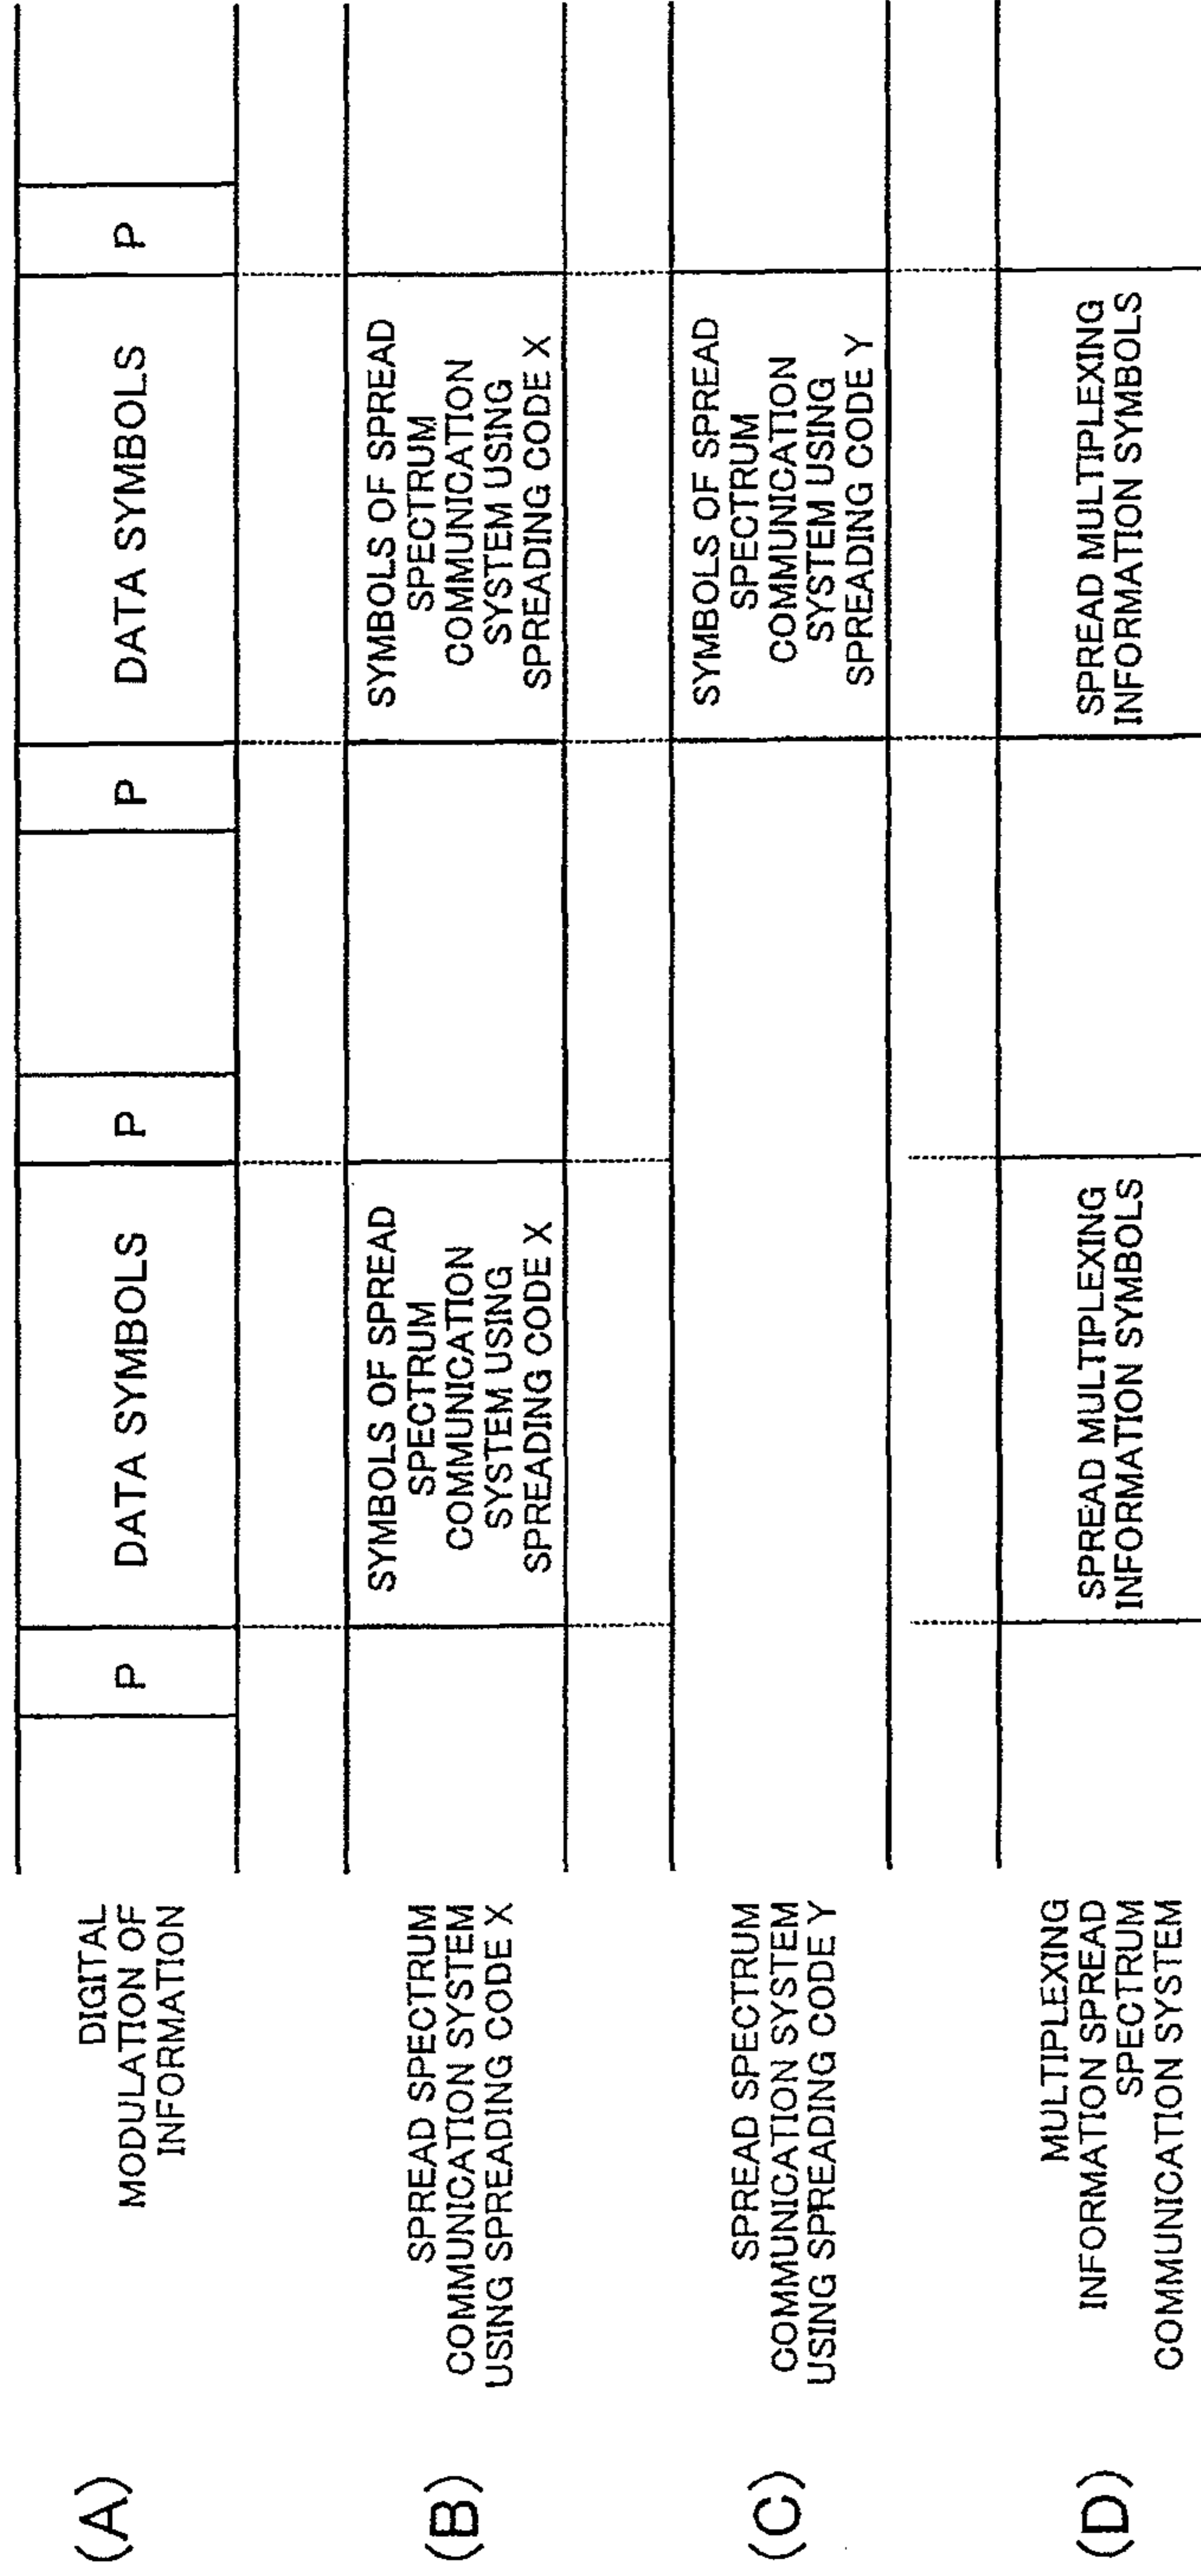 (A)
DIGITAL
MODULATION OF
INFORMATION
P
DATA SYMBOLS
P
P
DATA SYMBOLS
P
(B)
SPREAD SPECTRUM
COMMUNICATION SYSTEM
USING SPREADING CODE X
SYMBOLS OF SPREAD
SPECTRUM
COMMUNICATION
SYSTEM USING
SPREADING CODE X
SYMBOLS OF SPREAD
SPECTRUM
COMMUNICATION
SYSTEM USING
SPREADING CODE X
(C)
SPREAD SPECTRUM
COMMUNICATION SYSTEM
USING SPREADING CODE Y
SYMBOLS OF SPREAD
SPECTRUM
COMMUNICATION
SYSTEM USING
SPREADING CODE Y
(D)
MULTIPLEXING
INFORMATION SPREAD
SPECTRUM
COMMUNICATION SYSTEM
SPREAD MULTIPLEXING
INFORMATION SYMBOLS
SPREAD MULTIPLEXING
INFORMATION SYMBOLS